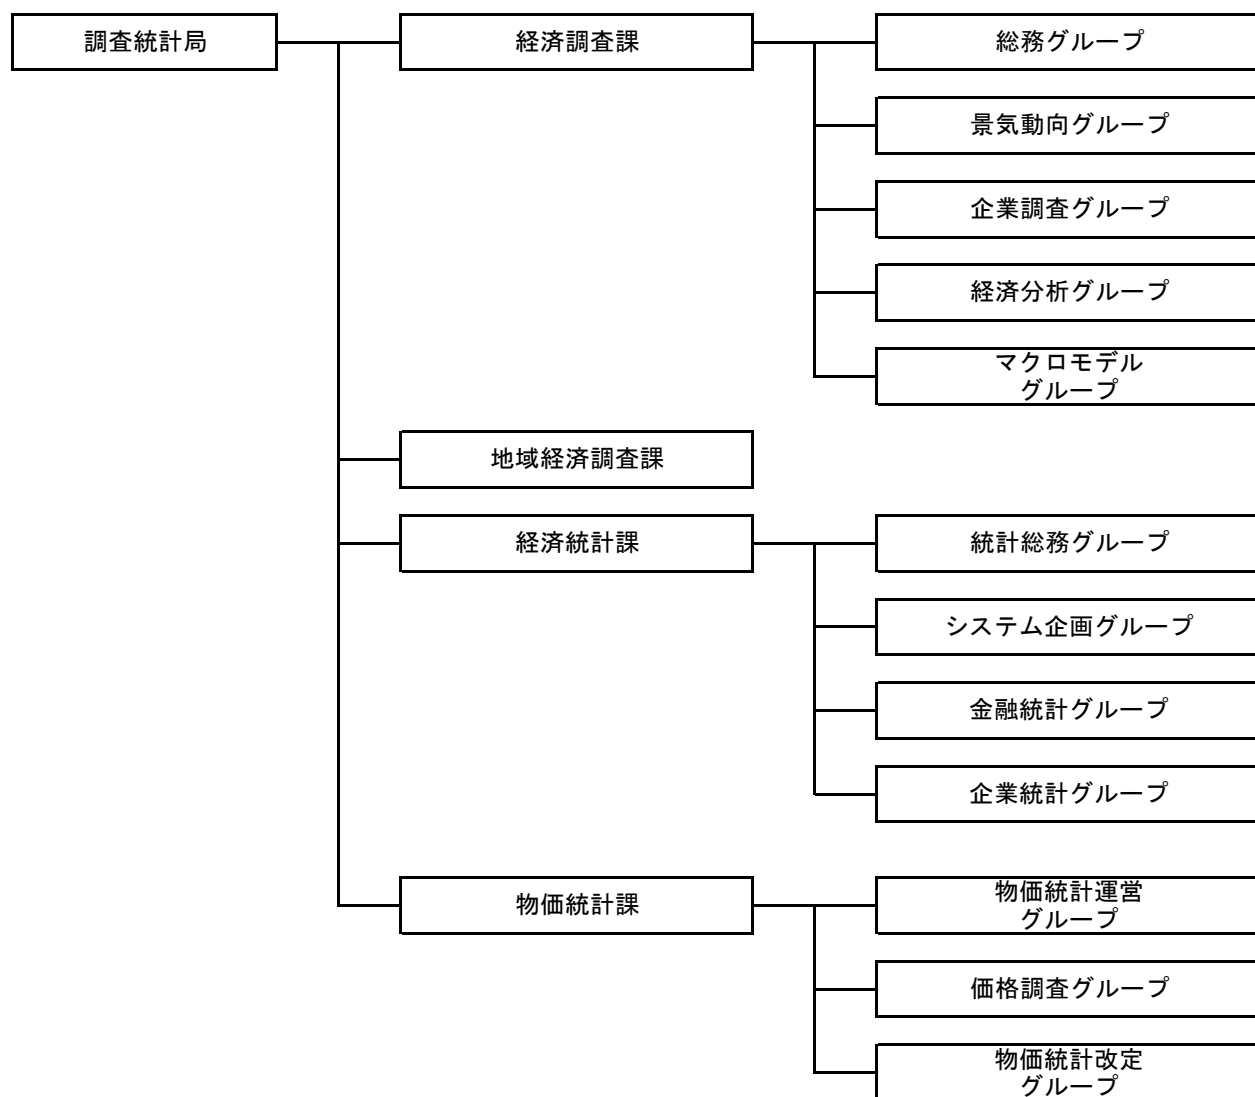 調査統計局
経済調査課
総務グループ
景気動向グループ
企業調査グループ
経済分析グループ
マクロモデル
グループ
地域経済調査課
経済統計課
統計総務グループ
システム企画グループ
金融統計グループ
企業統計グループ
物価統計課
物価統計運営
グループ
価格調査グループ
物価統計改定
グループ